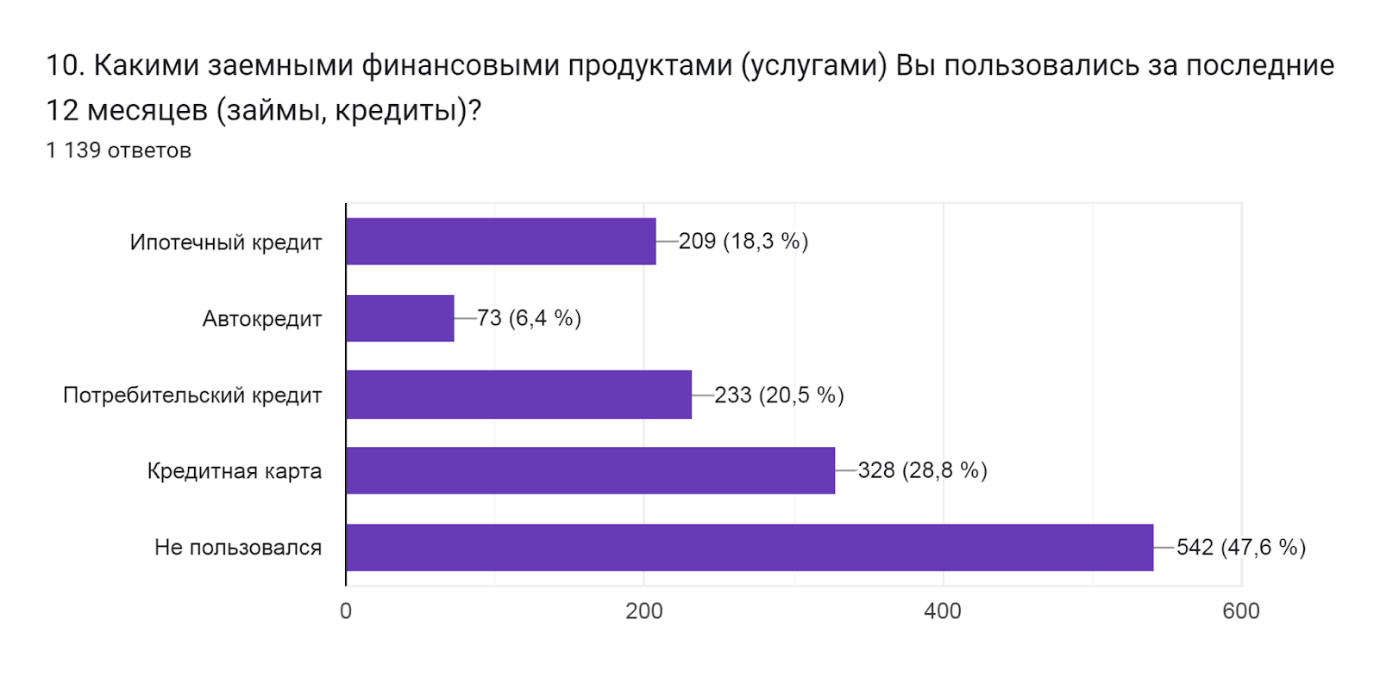 10. Какими заемными финансовыми продуктами (услугами) Вы пользовались за последние
12 месяцев (займы, кредиты)?
1 139 ответов
Ипотечный кредит 209 (18,3 %)
Автокредит 73 (6,4 %)
Потребительский кредит 233 (20,5 %)
Кредитная карта 328 (28,8 %)
Не пользовался 542 (47,6 %)
0 200 400 600